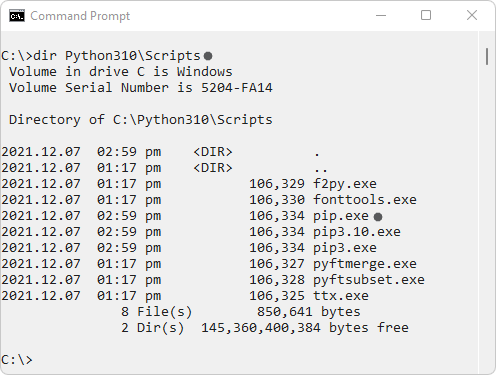 Command Prompt
C:\>dir Python310\Scripts
 Volume in drive C is Windows
 Volume Serial Number is 5204-FA14
 Directory of C:\Python310\Scripts
2021.12.07  02:59 pm    <DIR>          .
2021.12.07  01:17 pm    <DIR>          ..
2021.12.07  01:17 pm           106,329 f2py.exe
2021.12.07  01:17 pm           106,330 fonttools.exe
2021.12.07  02:59 pm           106,334 pip.exe
2021.12.07  02:59 pm           106,334 pip3.10.exe
2021.12.07  02:59 pm           106,334 pip3.exe
2021.12.07  01:17 pm           106,327 pyftmerge.exe
2021.12.07  01:17 pm           106,328 pyftsubset.exe
2021.12.07  01:17 pm           106,325 ttx.exe
               8 File(s)        850,641 bytes
               2 Dir(s)  145,360,400,384 bytes free
C:\>